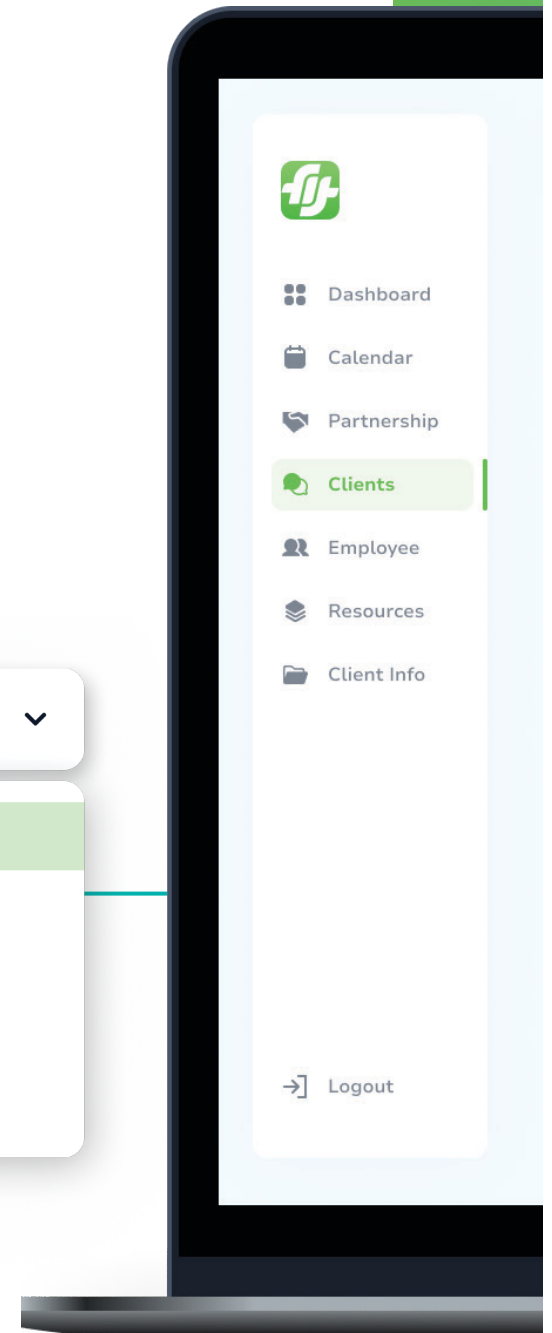 Dashboard
Calendar
Partnership
Clients
Employee
Resources
Client Info
Logout